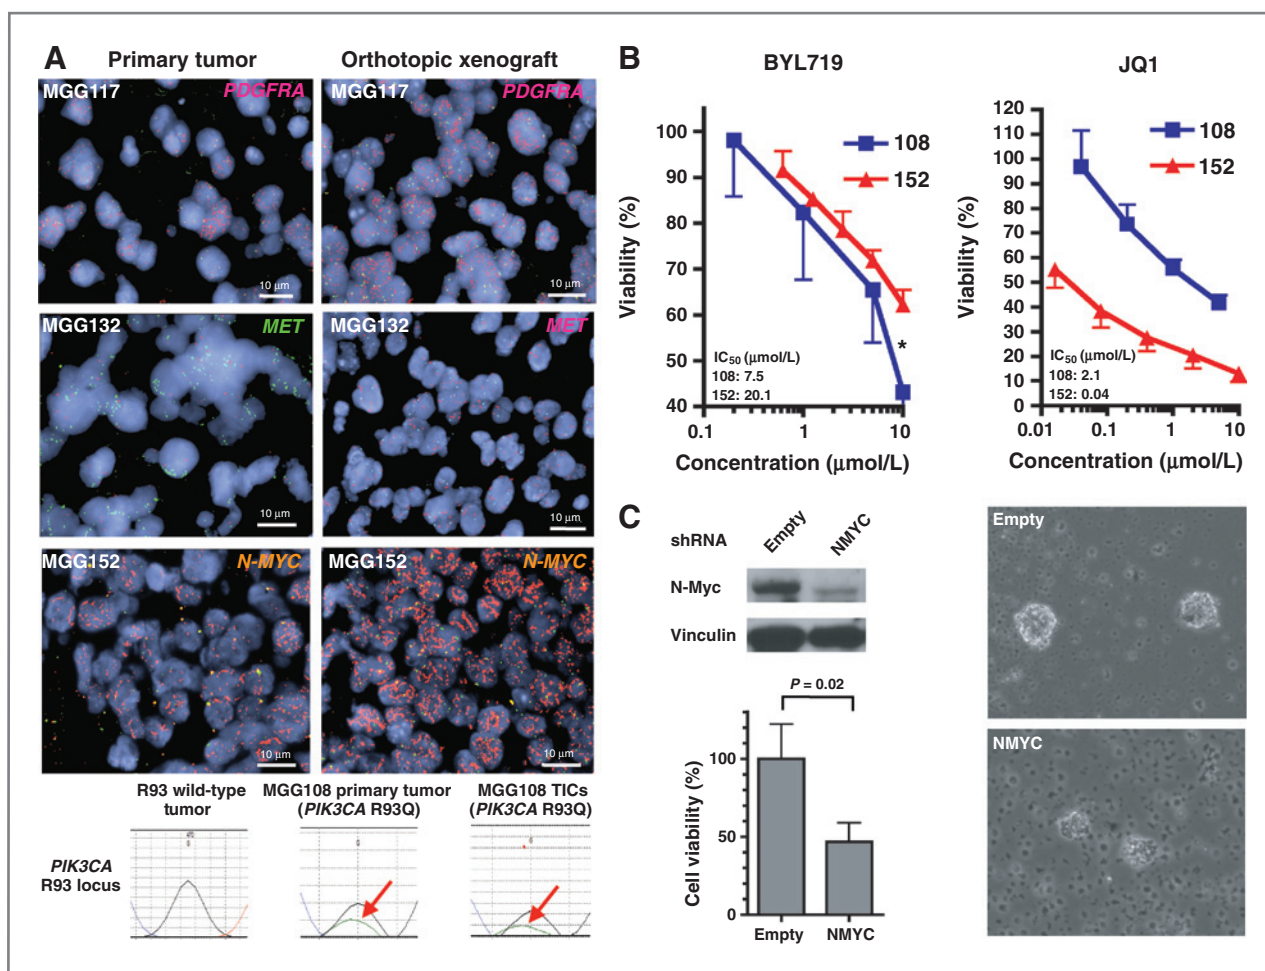 A
Primary tumor
Orthotopic xenograft
MGG117
PDGFRA
10 μm
MGG117
PDGFRA
10 μm
MGG132
MET
10 μm
MGG132
MET
10 μm
MGG152
N-MYC
10 μm
MGG152
N-MYC
10 μm
R93 wild-type
tumor
MGG108 primary tumor
(PIK3CA R93Q)
MGG108 TICs
(PIK3CA R93Q)
PIK3CA
R93 locus
B
BYL719
Viability (%)
100
90
80
70
60
50
40
108
152
*
IC50 (μmol/L)
108: 7.5
152: 20.1
0.1
1
10
Concentration (μmol/L)
JQ1
Viability (%)
120
110
100
90
80
70
60
50
40
30
20
10
0
108
152
IC50 (μmol/L)
108: 2.1
152: 0.04
0.01
0.1
1
10
Concentration (μmol/L)
C
shRNA
Empty
NMYC
N-Myc
Vinculin
P = 0.02
Cell viability (%)
100
50
0
Empty
NMYC
Empty
NMYC